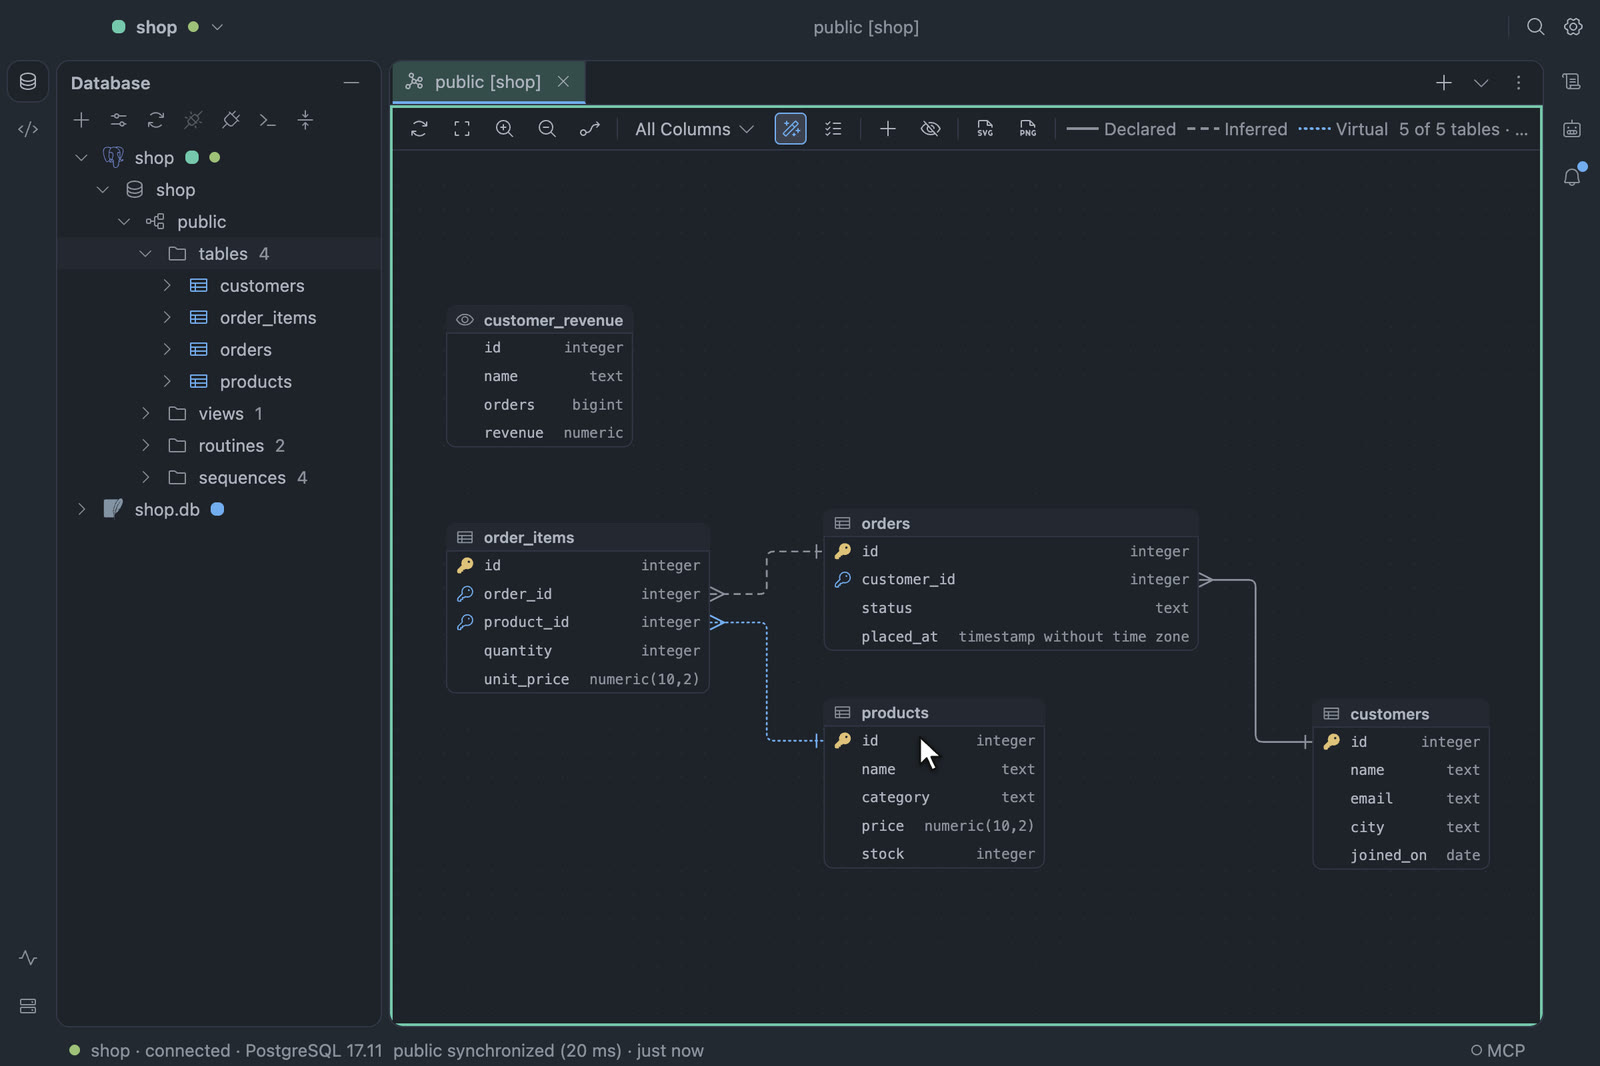 shop
public [shop]
Database
public [shop]
All Columns
SVG
PNG
Declared
Inferred
Virtual
5 of 5 tables · ...
shop
shop
public
tables 4
customers
order_items
orders
products
views 1
routines 2
sequences 4
shop.db
customer_revenue
id integer
name text
orders bigint
revenue numeric
order_items
id integer
order_id integer
product_id integer
quantity integer
unit_price numeric(10,2)
orders
id integer
customer_id integer
status text
placed_at timestamp without time zone
products
id integer
name text
category text
price numeric(10,2)
stock integer
customers
id integer
name text
email text
city text
joined_on date
shop · connected · PostgreSQL 17.11 public synchronized (20 ms) · just now
MCP